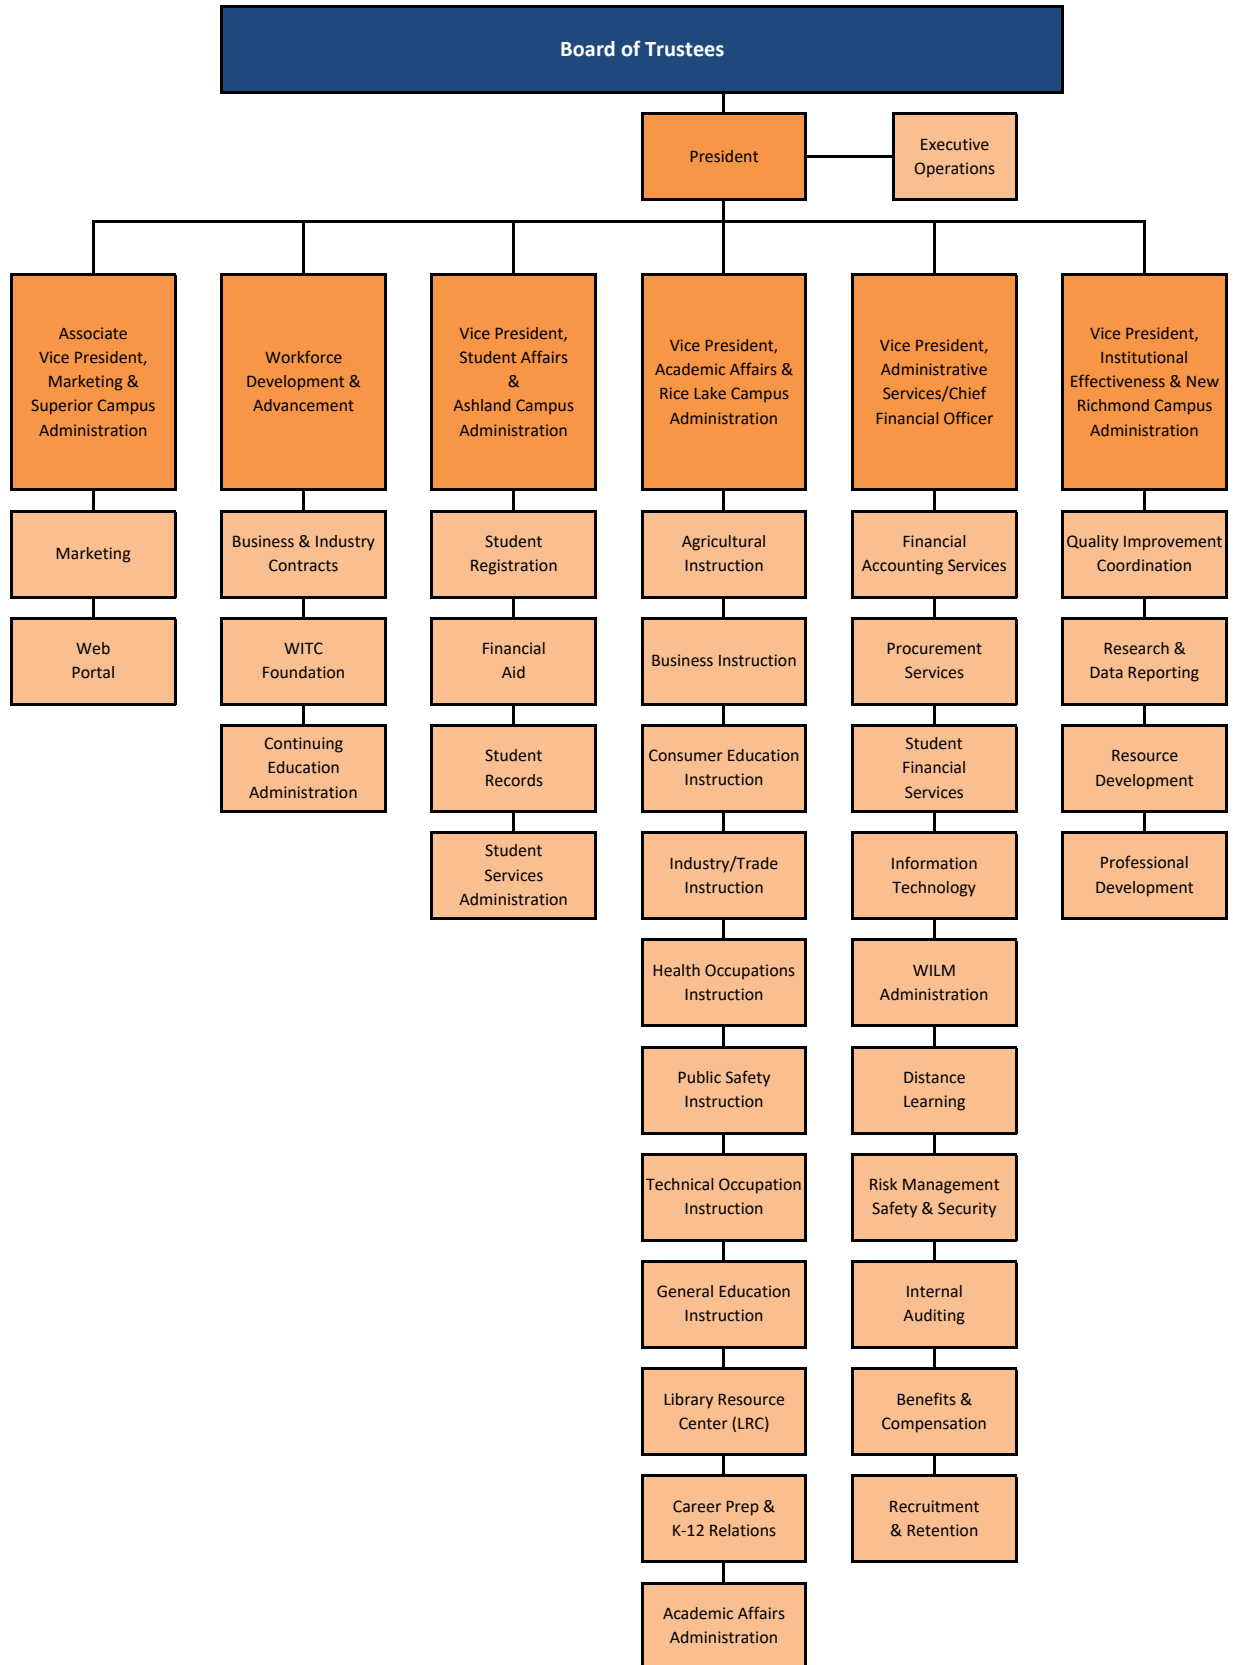 Board of Trustees
President
Executive
Operations
Associate
Vice President,
Marketing &
Superior Campus
Administration
Workforce
Development &
Advancement
Vice President,
Student Affairs
&
Ashland Campus
Administration
Vice President,
Academic Affairs &
Rice Lake Campus
Administration
Vice President,
Administrative
Services/Chief
Financial Officer
Vice President,
Institutional
Effectiveness & New
Richmond Campus
Administration
Marketing
Web
Portal
Business & Industry
Contracts
WITC
Foundation
Continuing
Education
Administration
Student
Registration
Financial
Aid
Student
Records
Student
Services
Administration
Agricultural
Instruction
Business Instruction
Consumer Education
Instruction
Industry/Trade
Instruction
Health Occupations
Instruction
Public Safety
Instruction
Technical Occupation
Instruction
General Education
Instruction
Library Resource
Center (LRC)
Career Prep &
K-12 Relations
Academic Affairs
Administration
Financial
Accounting Services
Procurement
Services
Student
Financial
Services
Information
Technology
WILM
Administration
Distance
Learning
Risk Management
Safety & Security
Internal
Auditing
Benefits &
Compensation
Recruitment
& Retention
Quality Improvement
Coordination
Research &
Data Reporting
Resource
Development
Professional
Development